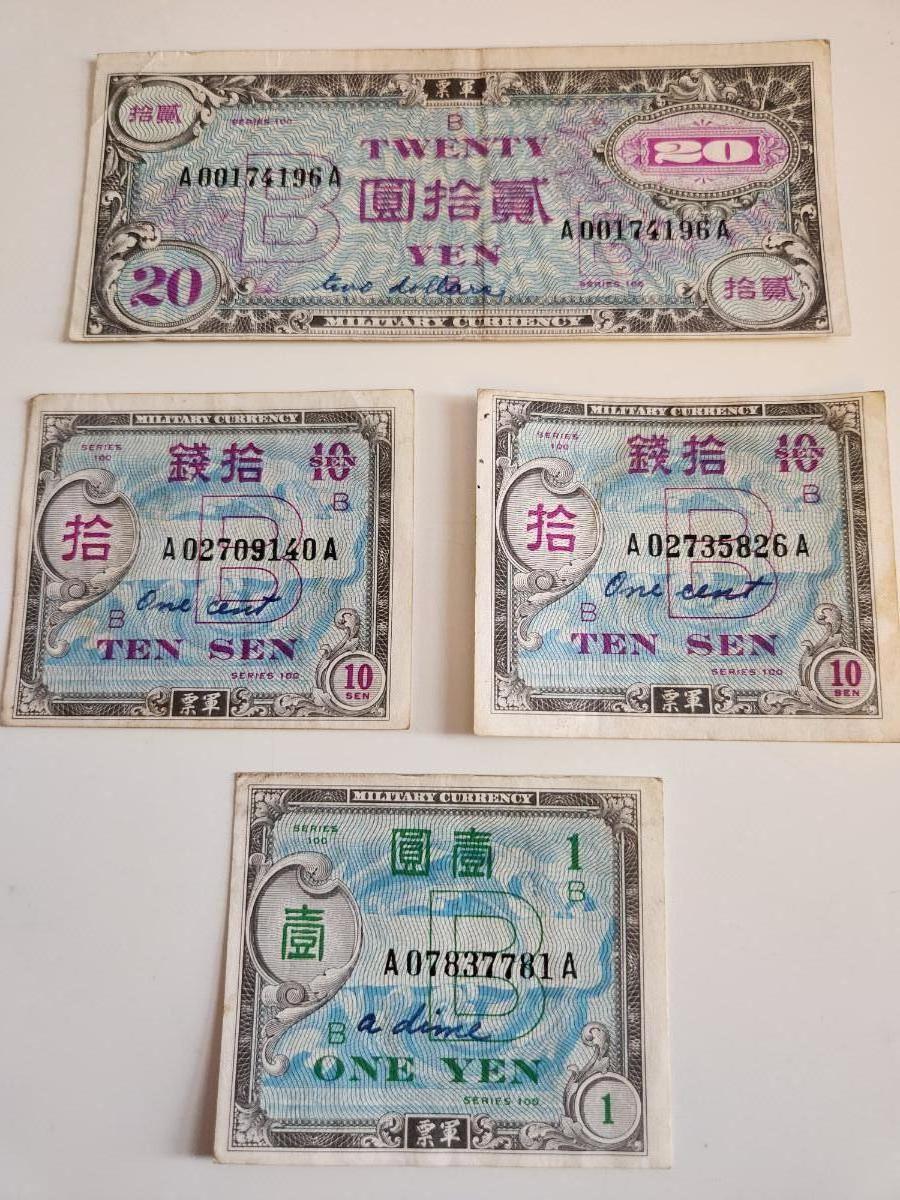 票軍
拾貳
SERIES 100
B
TWENTY
20
A00174196A
圓拾貳
A00174196A
B
B
YEN
20
two dollars
B
SERIES 100
拾貳
MILITARY CURRENCY
MILITARY CURRENCY
SERIES
100
錢拾
10
SEN
B
拾
B
A02709140A
One cent
B
TEN SEN
SERIES 100
10
SEN
票軍
MILITARY CURRENCY
SERIES
100
錢拾
10
SEN
B
拾
B
A02735826A
One cent
B
TEN SEN
SERIES 100
10
SEN
票軍
MILITARY CURRENCY
SERIES
100
圓壹
1
B
壹
B
A07837781A
a dime
B
ONE YEN
SERIES 100
1
票軍